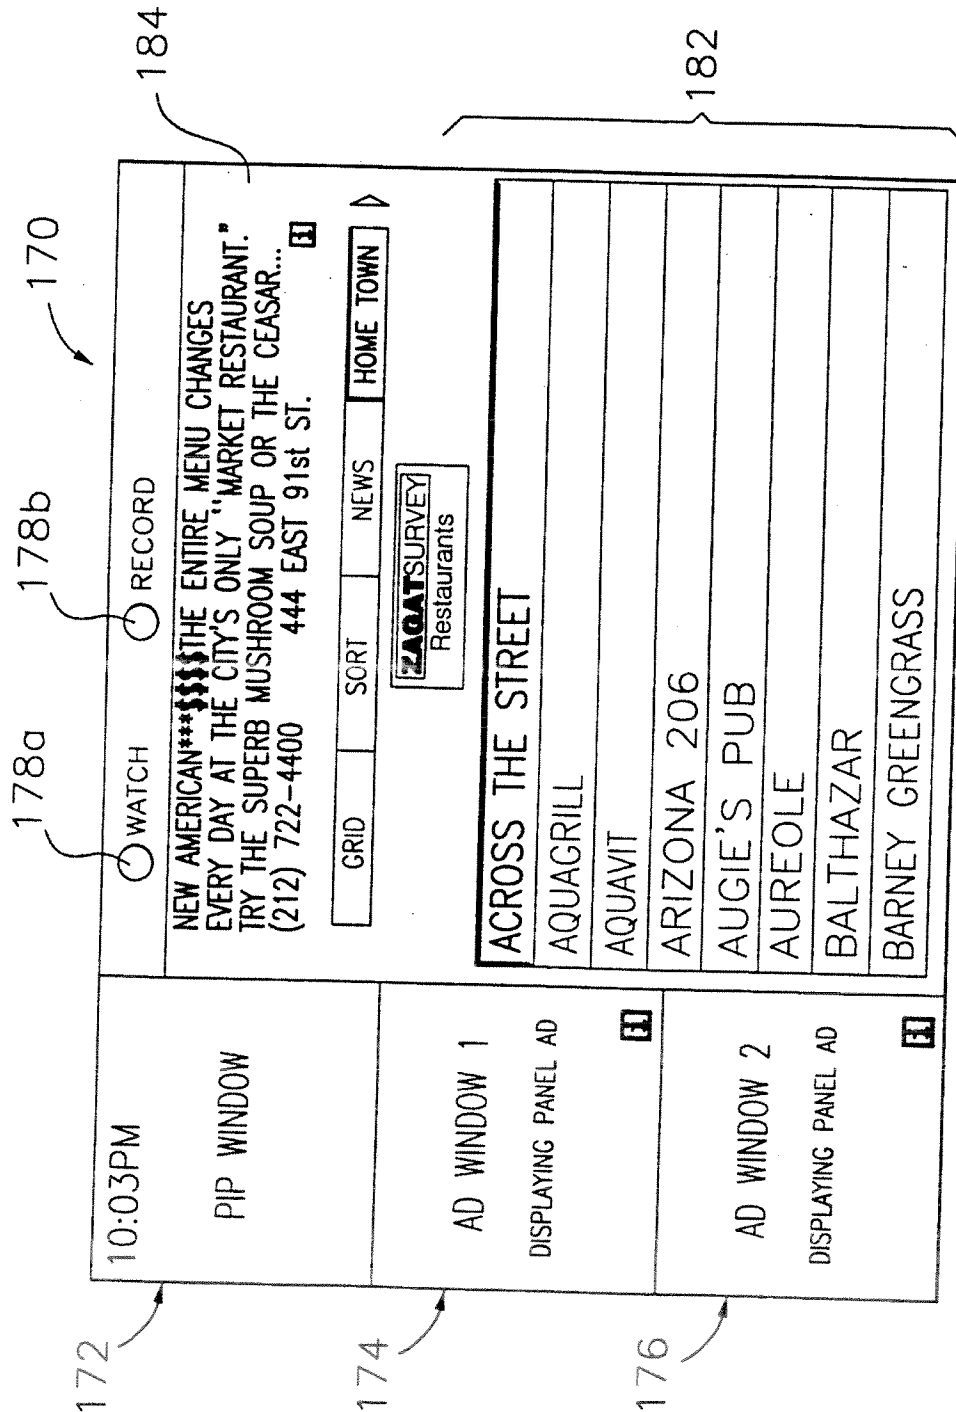 170
178a
178b
184
172
174
176
182
10:03PM
PIP WINDOW
AD WINDOW 1
DISPLAYING PANEL AD
i
AD WINDOW 2
DISPLAYING PANEL AD
i
WATCH
RECORD
NEW AMERICAN***$$$$THE ENTIRE MENU CHANGES
EVERY DAY AT THE CITY'S ONLY "MARKET RESTAURANT."
TRY THE SUPERB MUSHROOM SOUP OR THE CEASAR...
(212) 722-4400 444 EAST 91st ST. i
GRID SORT NEWS HOME TOWN
ZAGATSURVEY
Restaurants
ACROSS THE STREET
AQUAGRILL
AQUAVIT
ARIZONA 206
AUGIE'S PUB
AUREOLE
BALTHAZAR
BARNEY GREENGRASS